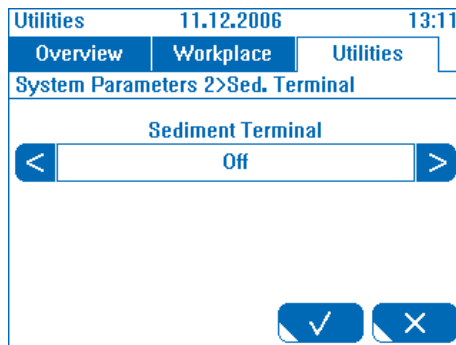 Utilities 11.12.2006 13:11
Overview Workplace Utilities
System Parameters 2>Sed. Terminal
Sediment Terminal
< Off >